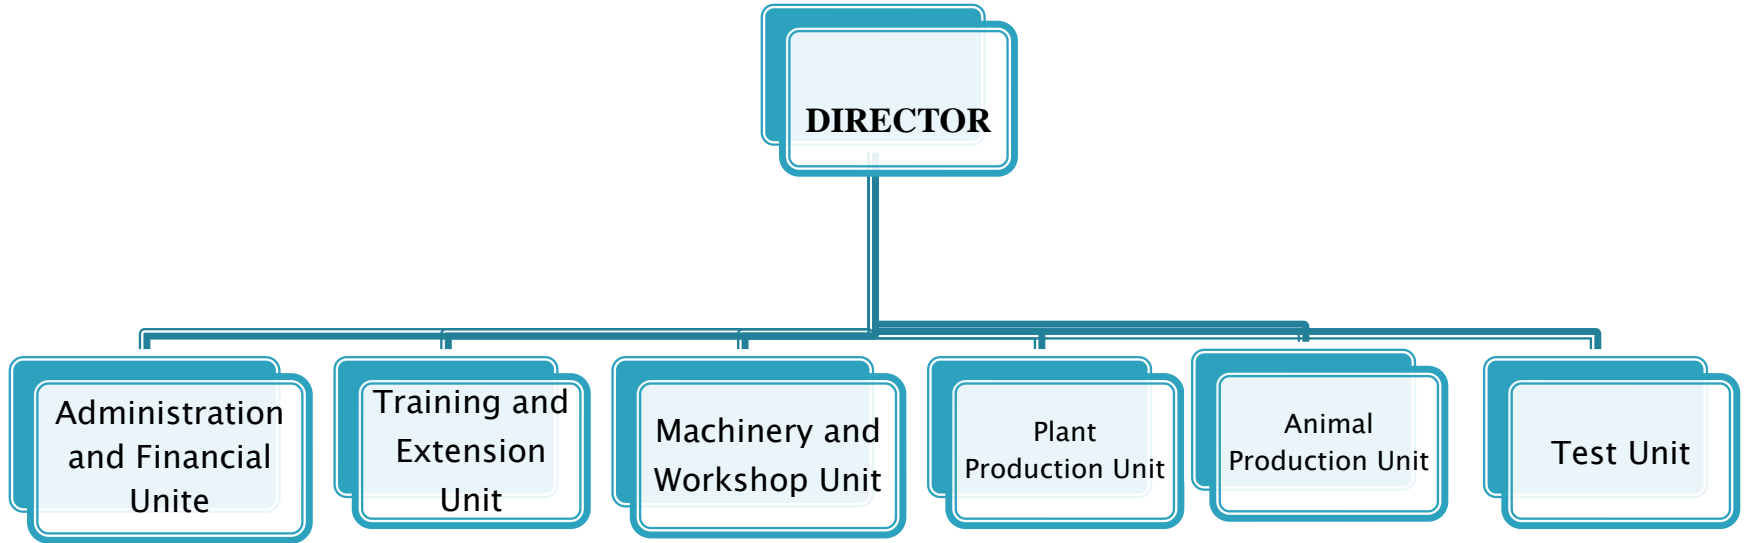 DIRECTOR
Administration
and Financial
Unite
Training and
Extension
Unit
Machinery and
Workshop Unit
Plant
Production Unit
Animal
Production Unit
Test Unit